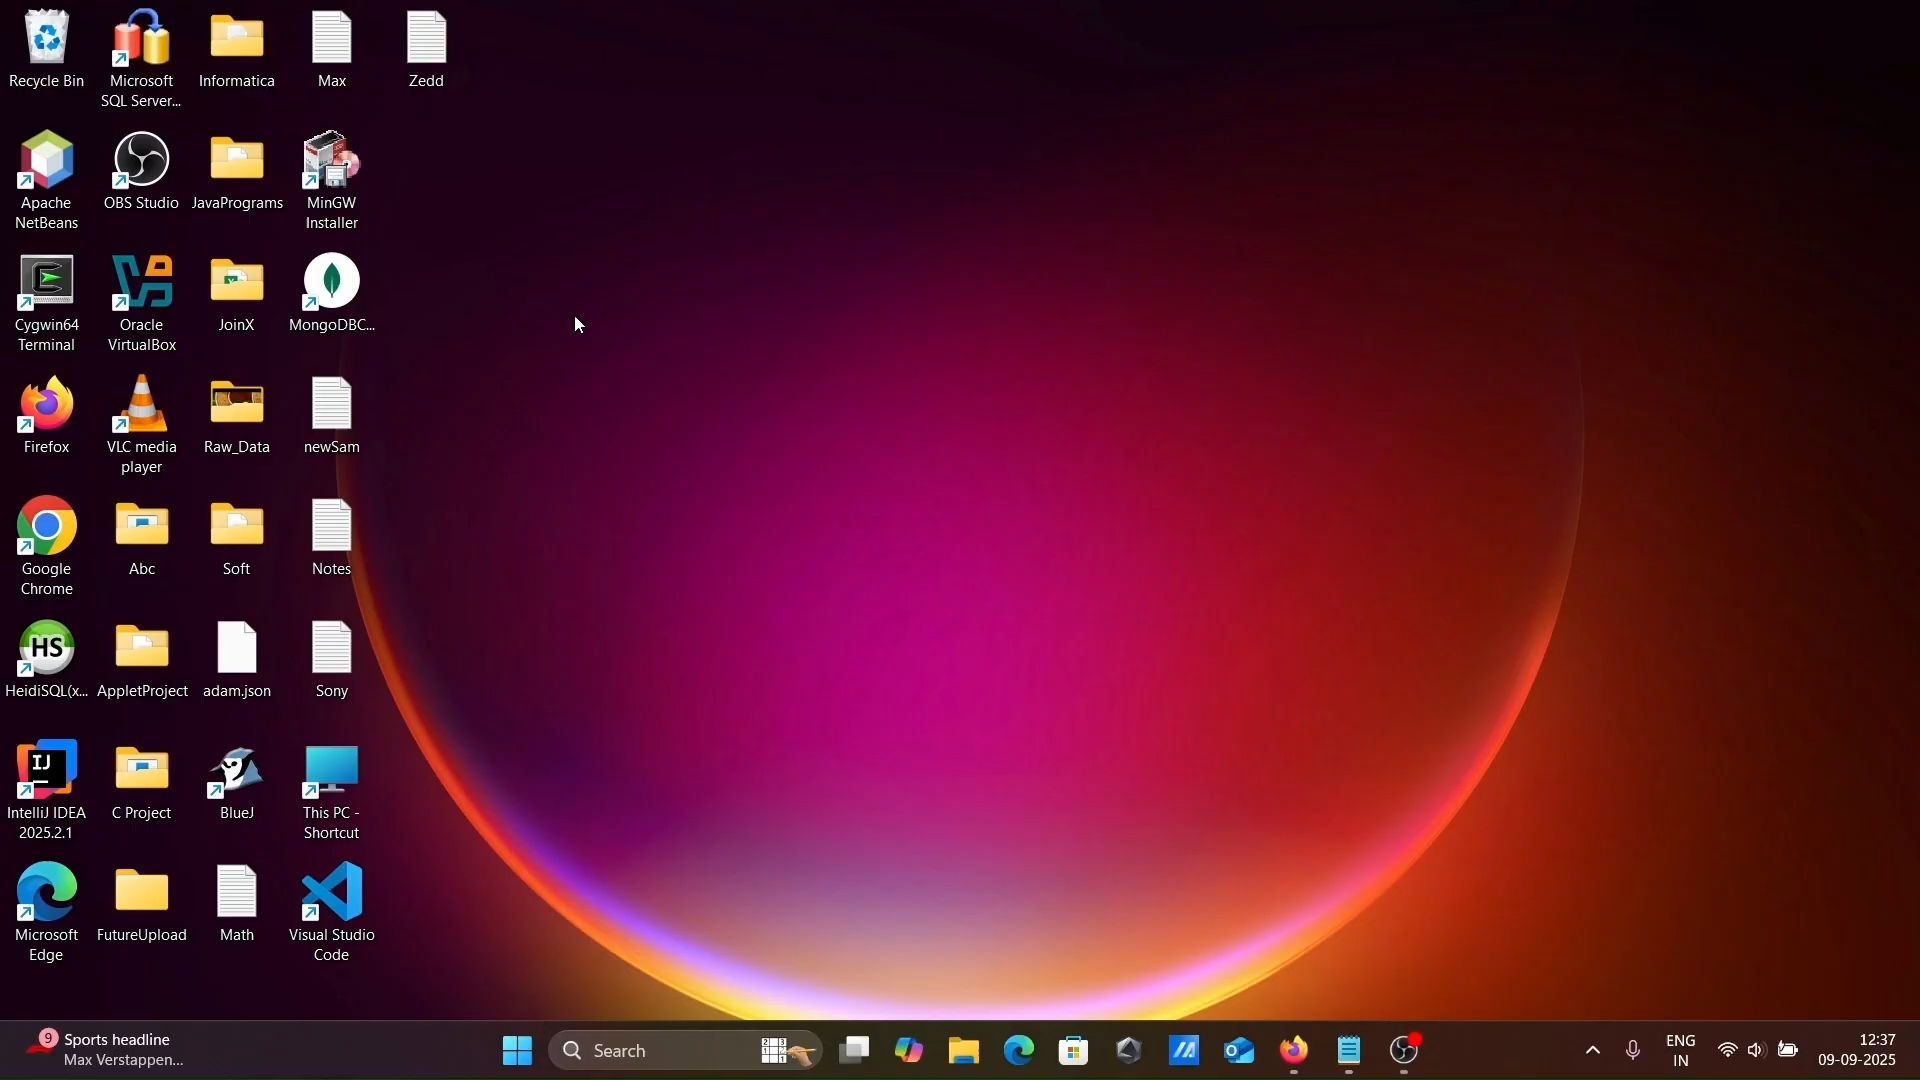 Recycle Bin
Microsoft
SQL Server...
Informatica
Max
Zedd
Apache
NetBeans
OBS Studio
JavaPrograms
MinGW
Installer
Cygwin64
Terminal
Oracle
VirtualBox
JoinX
MongoDBC...
Firefox
VLC media
player
Raw_Data
newSam
Google
Chrome
Abc
Soft
Notes
HS
HeidiSQL(x...
AppletProject
adam.json
Sony
IJ
IntelliJ IDEA
2025.2.1
C Project
BlueJ
This PC -
Shortcut
Microsoft
Edge
FutureUpload
Math
Visual Studio
Code
9
Sports headline
Max Verstappen...
Search
ENG
IN
12:37
09-09-2025